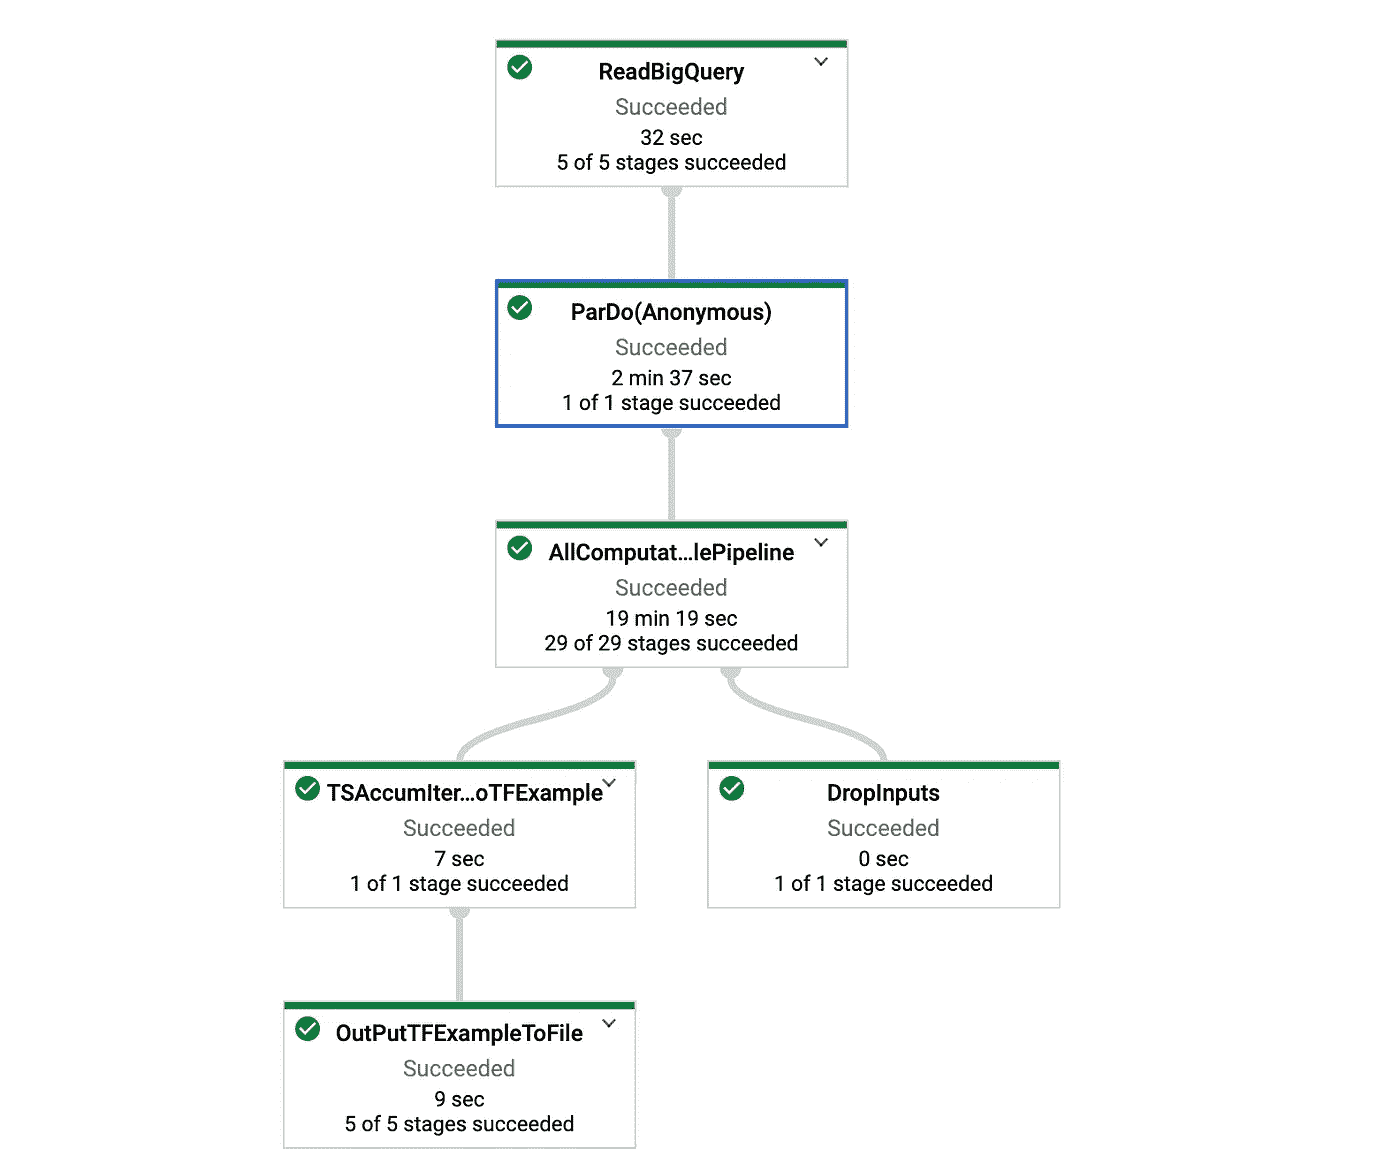 ReadBigQuery
Succeeded
32 sec
5 of 5 stages succeeded
ParDo(Anonymous)
Succeeded
2 min 37 sec
1 of 1 stage succeeded
AllComputat...lePipeline
Succeeded
19 min 19 sec
29 of 29 stages succeeded
TSAccumIter...oTFExample
Succeeded
7 sec
1 of 1 stage succeeded
DropInputs
Succeeded
0 sec
1 of 1 stage succeeded
OutPutTFExampleToFile
Succeeded
9 sec
5 of 5 stages succeeded